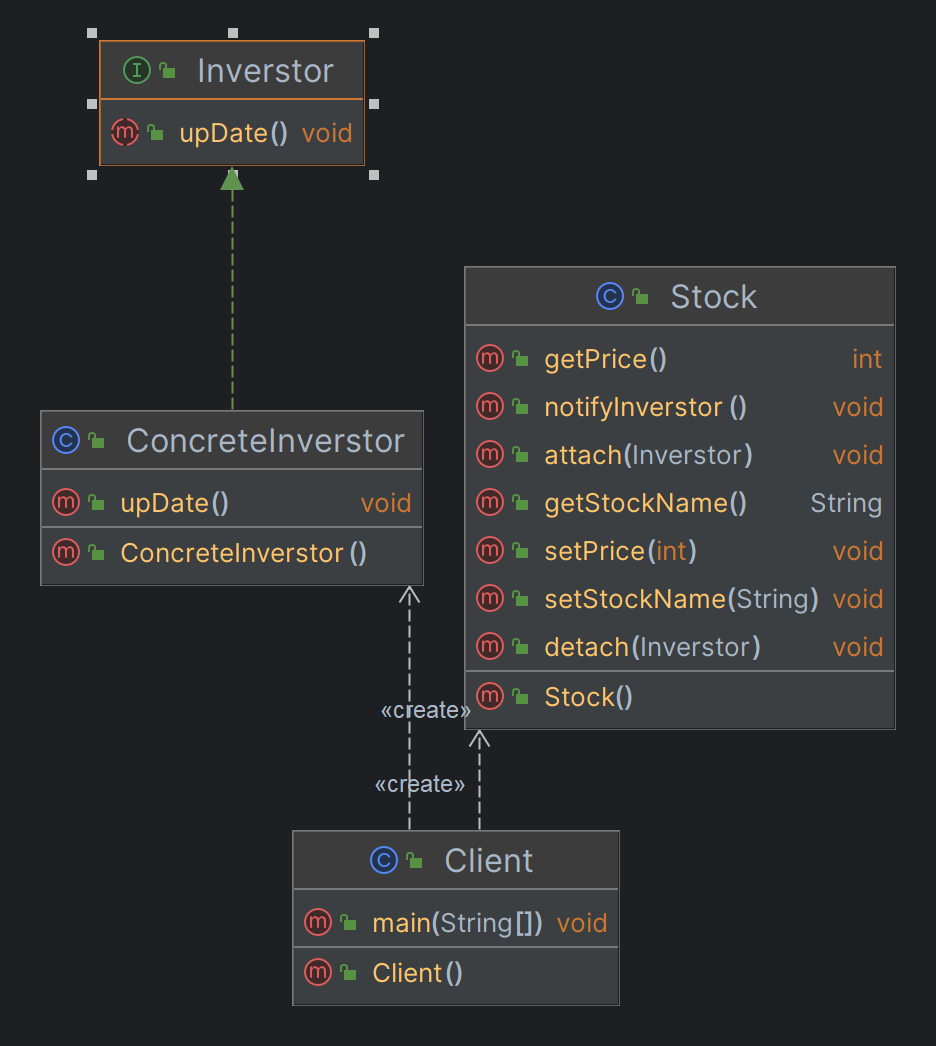 Inverstor
upDate() void
Stock
getPrice() int
notifyInverstor () void
attach(Inverstor) void
getStockName() String
setPrice(int) void
setStockName(String) void
detach(Inverstor) void
Stock()
ConcreteInverstor
upDate() void
ConcreteInverstor ()
«create»
«create»
Client
main(String[]) void
Client()